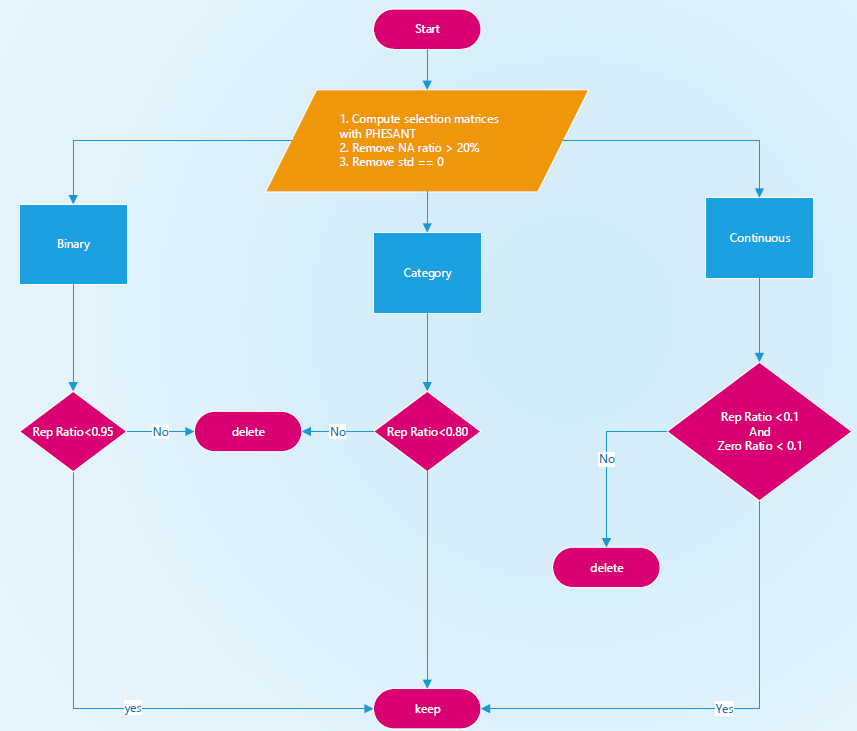 Start
1. Compute selection matrices
with PHESANT
2. Remove NA ratio > 20%
3. Remove std == 0
Binary
Category
Continuous
Rep Ratio<0.95
No
delete
No
Rep Ratio<0.80
Rep Ratio <0.1
And
Zero Ratio < 0.1
No
delete
yes
keep
Yes